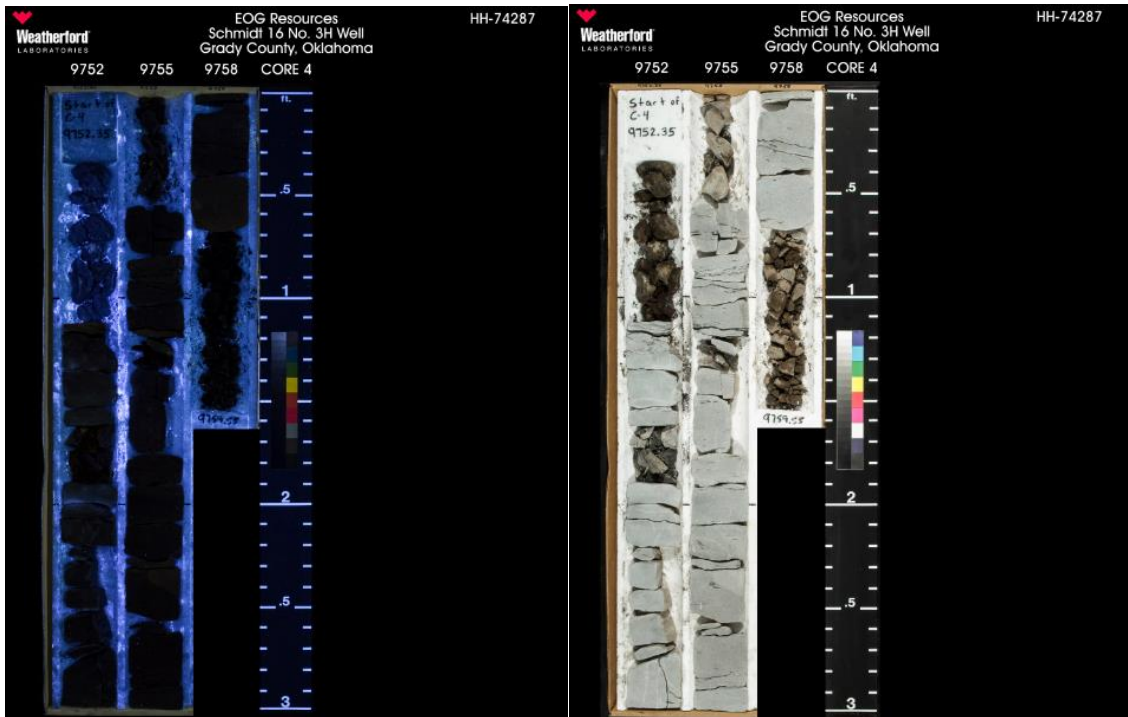 Weatherford
LABORATORIES
EOG Resources
Schmidt 16 No. 3H Well
Grady County, Oklahoma
HH-74287
9752 9755 9758 CORE 4
Start of
C-4
9752.35
ft.
.5
1
2
.5
3
9759.55
Weatherford
LABORATORIES
EOG Resources
Schmidt 16 No. 3H Well
Grady County, Oklahoma
HH-74287
9752 9755 9758 CORE 4
Start of
C-4
9752.35
ft.
.5
1
2
.5
3
9759.55